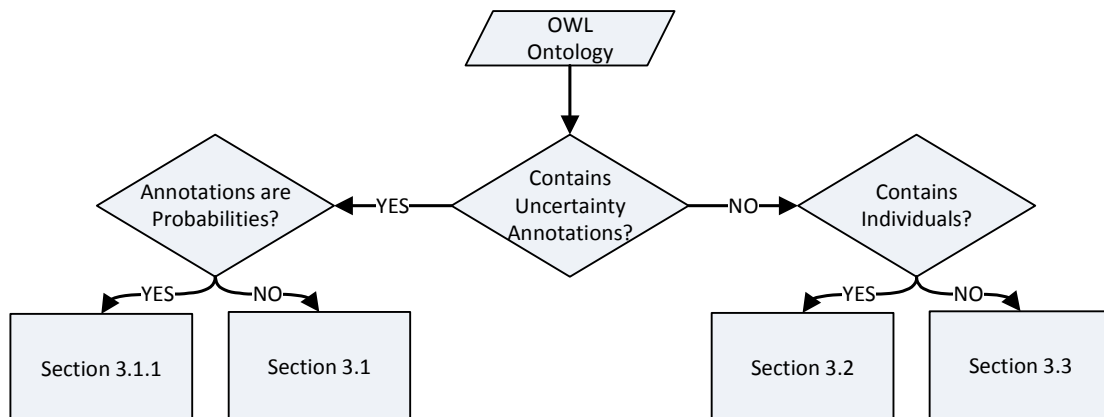 OWL
Ontology
Annotations are
Probabilities?
YES
Contains
Uncertainty
Annotations?
NO
Contains
Individuals?
YES
NO
YES
NO
Section 3.1.1
Section 3.1
Section 3.2
Section 3.3